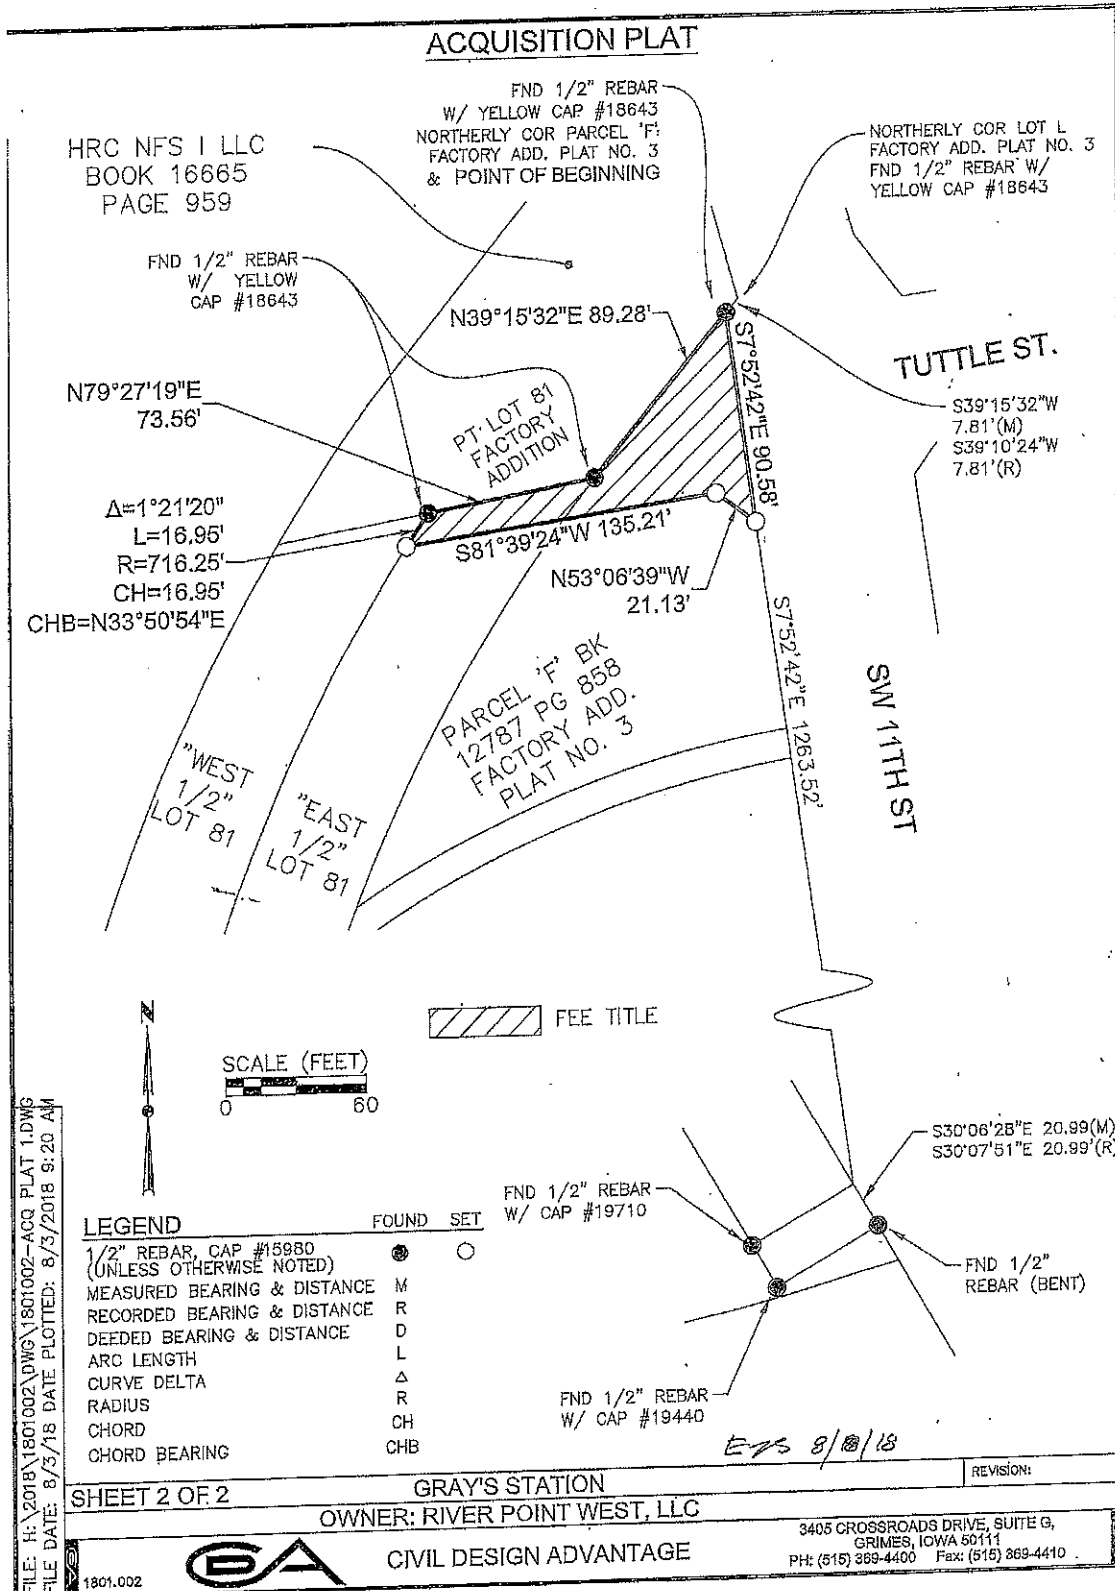 ACQUISITION PLAT
FND 1/2" REBAR
W/ YELLOW CAP #18643
NORTHERLY COR PARCEL 'F'
FACTORY ADD. PLAT NO. 3
& POINT OF BEGINNING
HRC NFS I LLC
BOOK 16665
PAGE 959
NORTHERLY COR LOT L
FACTORY ADD. PLAT NO. 3
FND 1/2" REBAR W/
YELLOW CAP #18643
FND 1/2" REBAR
W/ YELLOW
CAP #18643
N39°15'32"E 89.28'
S7°52'42"E 90.58'
TUTTLE ST.
N79°27'19"E
73.56'
PT LOT 81
FACTORY
ADDITION
S39°15'32"W
7.81'(M)
S39°10'24"W
7.81'(R)
Δ=1°21'20"
L=16.95'
R=716.25'
CH=16.95'
CHB=N33°50'54"E
S81°39'24"W 135.21'
N53°06'39"W
21.13'
S7°52'42"E 1263.52'
PARCEL 'F' BK
12787 PG 858
FACTORY ADD.
PLAT NO. 3
SW 11TH ST
"WEST
1/2"
LOT 81
"EAST
1/2"
LOT 81
N
FEE TITLE
SCALE (FEET)
0 60
S30°06'28"E 20.99(M)
S30°07'51"E 20.99'(R)
FND 1/2" REBAR
W/ CAP #19710
FND 1/2"
REBAR (BENT)
FND 1/2" REBAR
W/ CAP #19440
LEGEND FOUND SET
1/2" REBAR, CAP #15980
(UNLESS OTHERWISE NOTED)
MEASURED BEARING & DISTANCE M
RECORDED BEARING & DISTANCE R
DEEDED BEARING & DISTANCE D
ARC LENGTH L
CURVE DELTA Δ
RADIUS R
CHORD CH
CHORD BEARING CHB
SHEET 2 OF 2
GRAY'S STATION
REVISION:
OWNER: RIVER POINT WEST, LLC
1801.002
CIVIL DESIGN ADVANTAGE
3405 CROSSROADS DRIVE, SUITE G,
GRIMES, IOWA 50111
PH: (515) 369-4400 Fax: (515) 369-4410
FILE: H:\2018\1801002\DWG\1801002-ACQ PLAT 1.DWG
FILE DATE: 8/3/18 DATE PLOTTED: 8/3/2018 9:20 AM